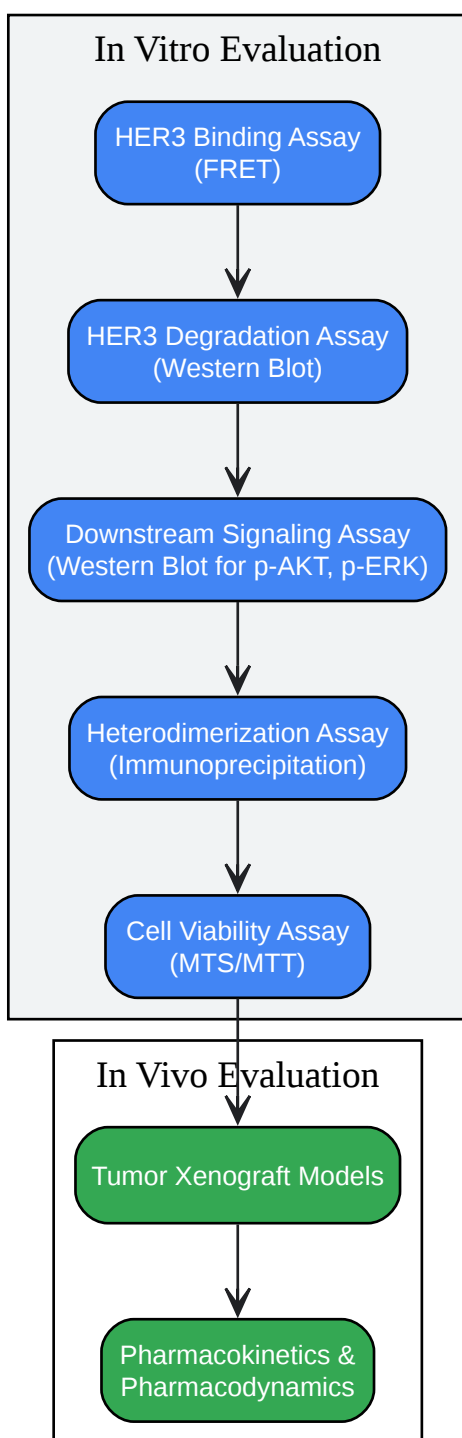 In Vitro Evaluation
HER3 Binding Assay
(FRET)
HER3 Degradation Assay
(Western Blot)
Downstream Signaling Assay
(Western Blot for p-AKT, p-ERK)
Heterodimerization Assay
(Immunoprecipitation)
Cell Viability Assay
(MTS/MTT)
In Vivo Evaluation
Tumor Xenograft Models
Pharmacokinetics &
Pharmacodynamics